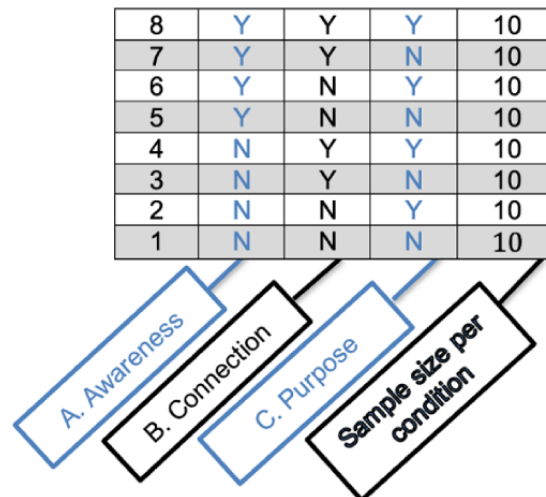 8 Y Y Y 10
7 Y Y N 10
6 Y N Y 10
5 Y N N 10
4 N Y Y 10
3 N Y N 10
2 N N Y 10
1 N N N 10
A. Awareness
B. Connection
C. Purpose
Sample size per
condition